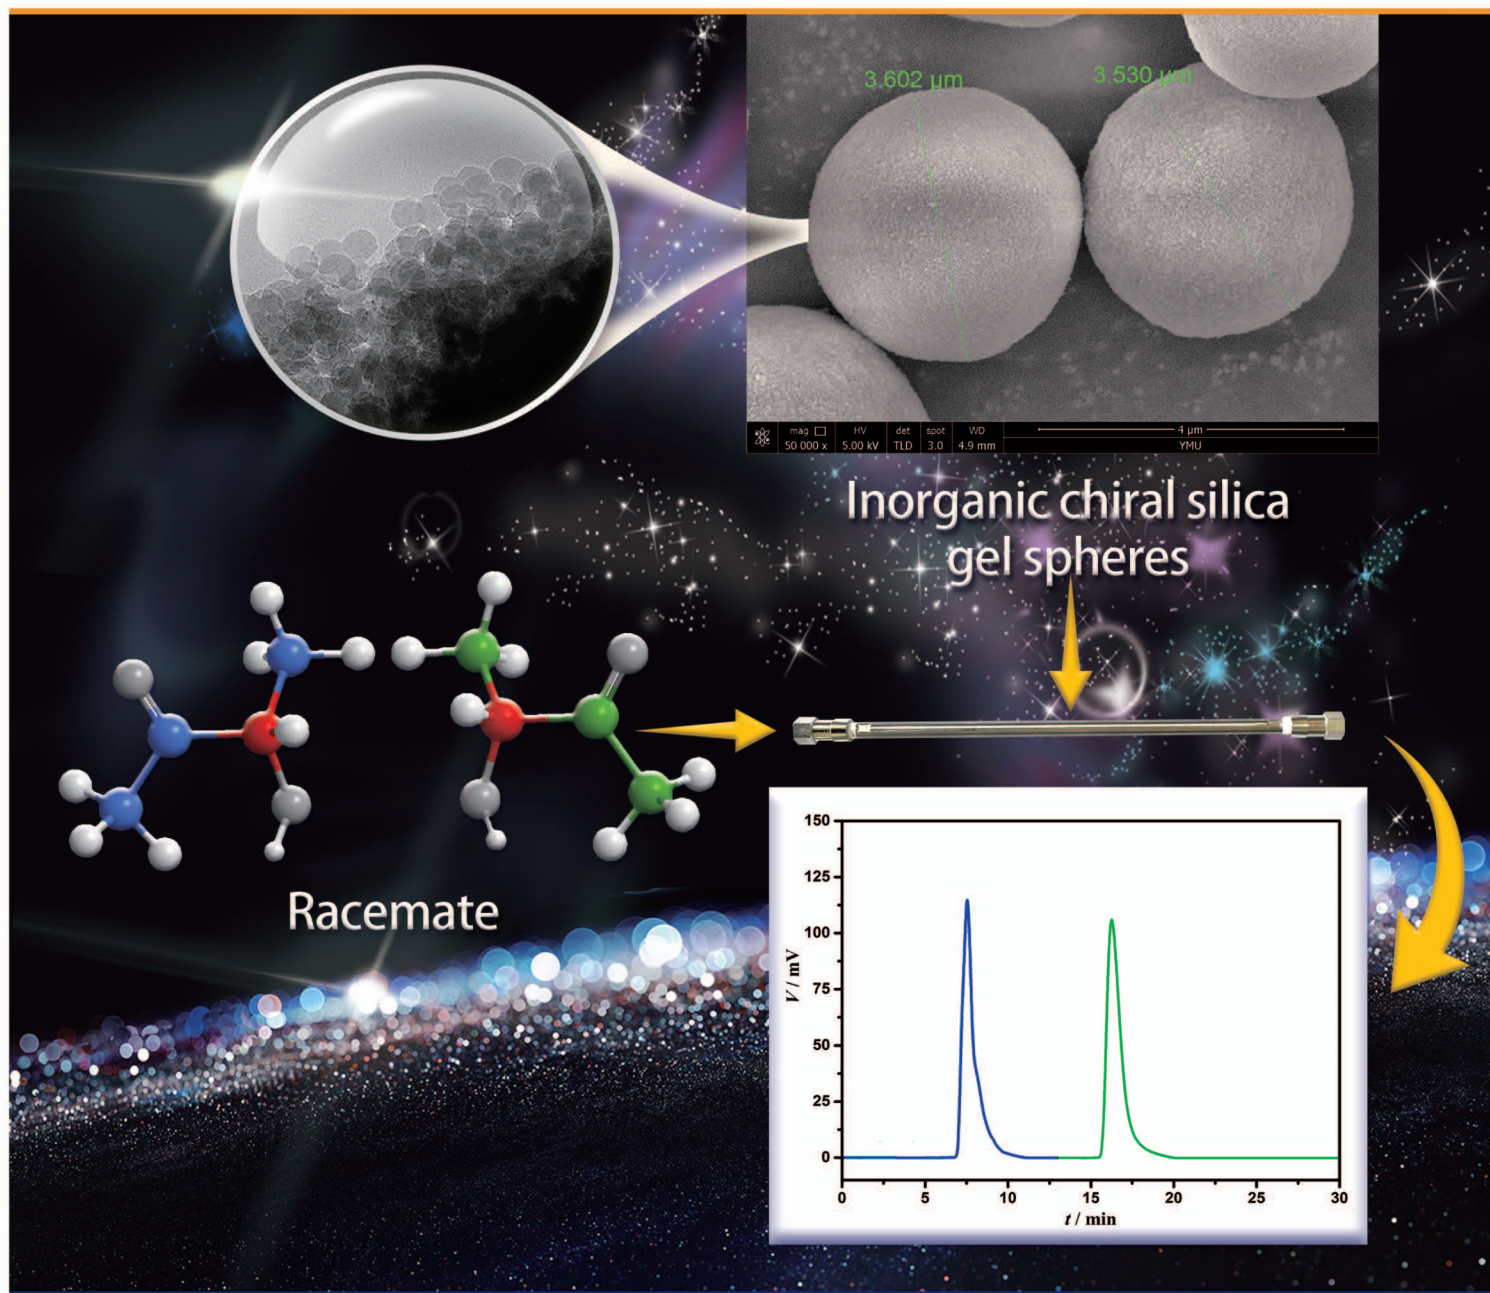 3.602 µm
3.530 µm
mag □ HV det spot WD 4 µm
50 000 x 5.00 kV TLD 3.0 4.9 mm YMU
Inorganic chiral silica
gel spheres
Racemate
150
125
100
75
50
25
0
V / mV
0 5 10 15 20 25 30
t / min